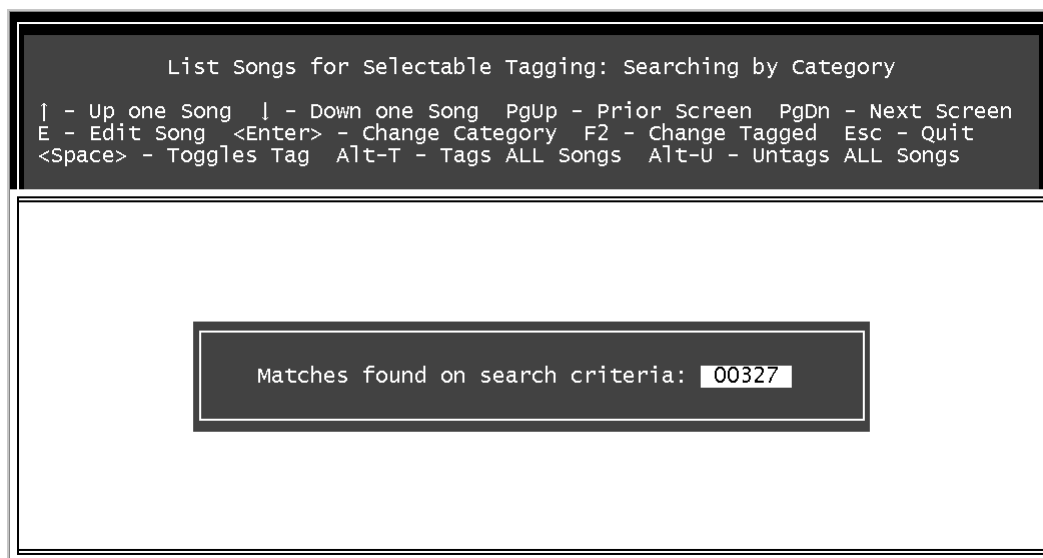 List Songs for Selectable Tagging: Searching by Category
↑ - Up one Song ↓ - Down one Song PgUp - Prior Screen PgDn - Next Screen
E - Edit Song <Enter> - Change Category F2 - Change Tagged Esc - Quit
<Space> - Toggles Tag Alt-T - Tags ALL Songs Alt-U - Untags ALL Songs
Matches found on search criteria: 00327